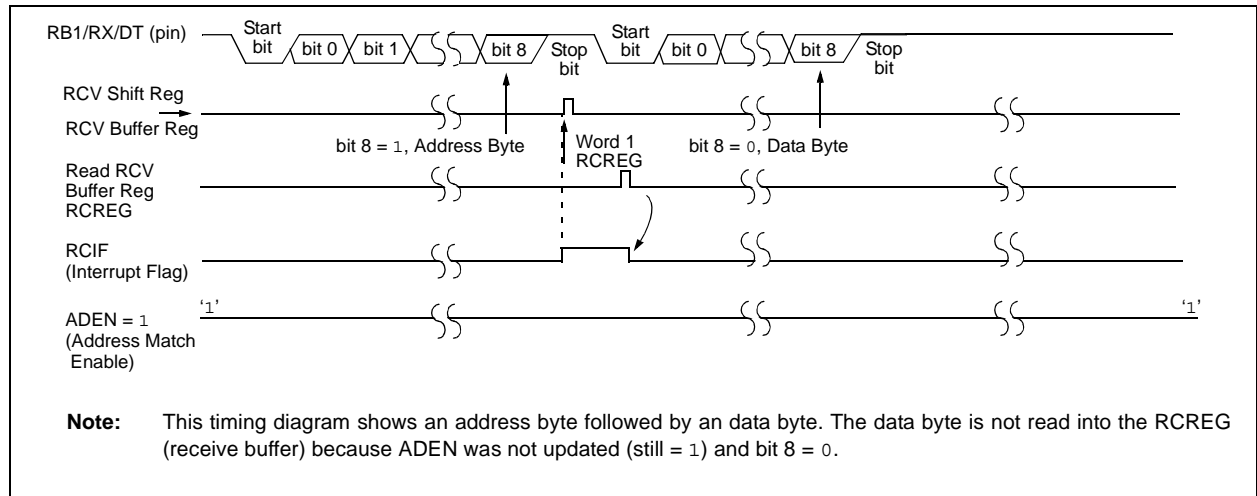 RB1/RX/DT (pin)
Start
bit
bit 0
bit 1
bit 8
Stop
bit
Start
bit
bit 0
bit 8
Stop
bit
RCV Shift Reg
RCV Buffer Reg
bit 8 = 1, Address Byte
Word 1
RCREG
bit 8 = 0, Data Byte
Read RCV
Buffer Reg
RCREG
RCIF
(Interrupt Flag)
‘1’
‘1’
ADEN = 1
(Address Match
Enable)
Note: This timing diagram shows an address byte followed by an data byte. The data byte is not read into the RCREG
(receive buffer) because ADEN was not updated (still = 1) and bit 8 = 0.